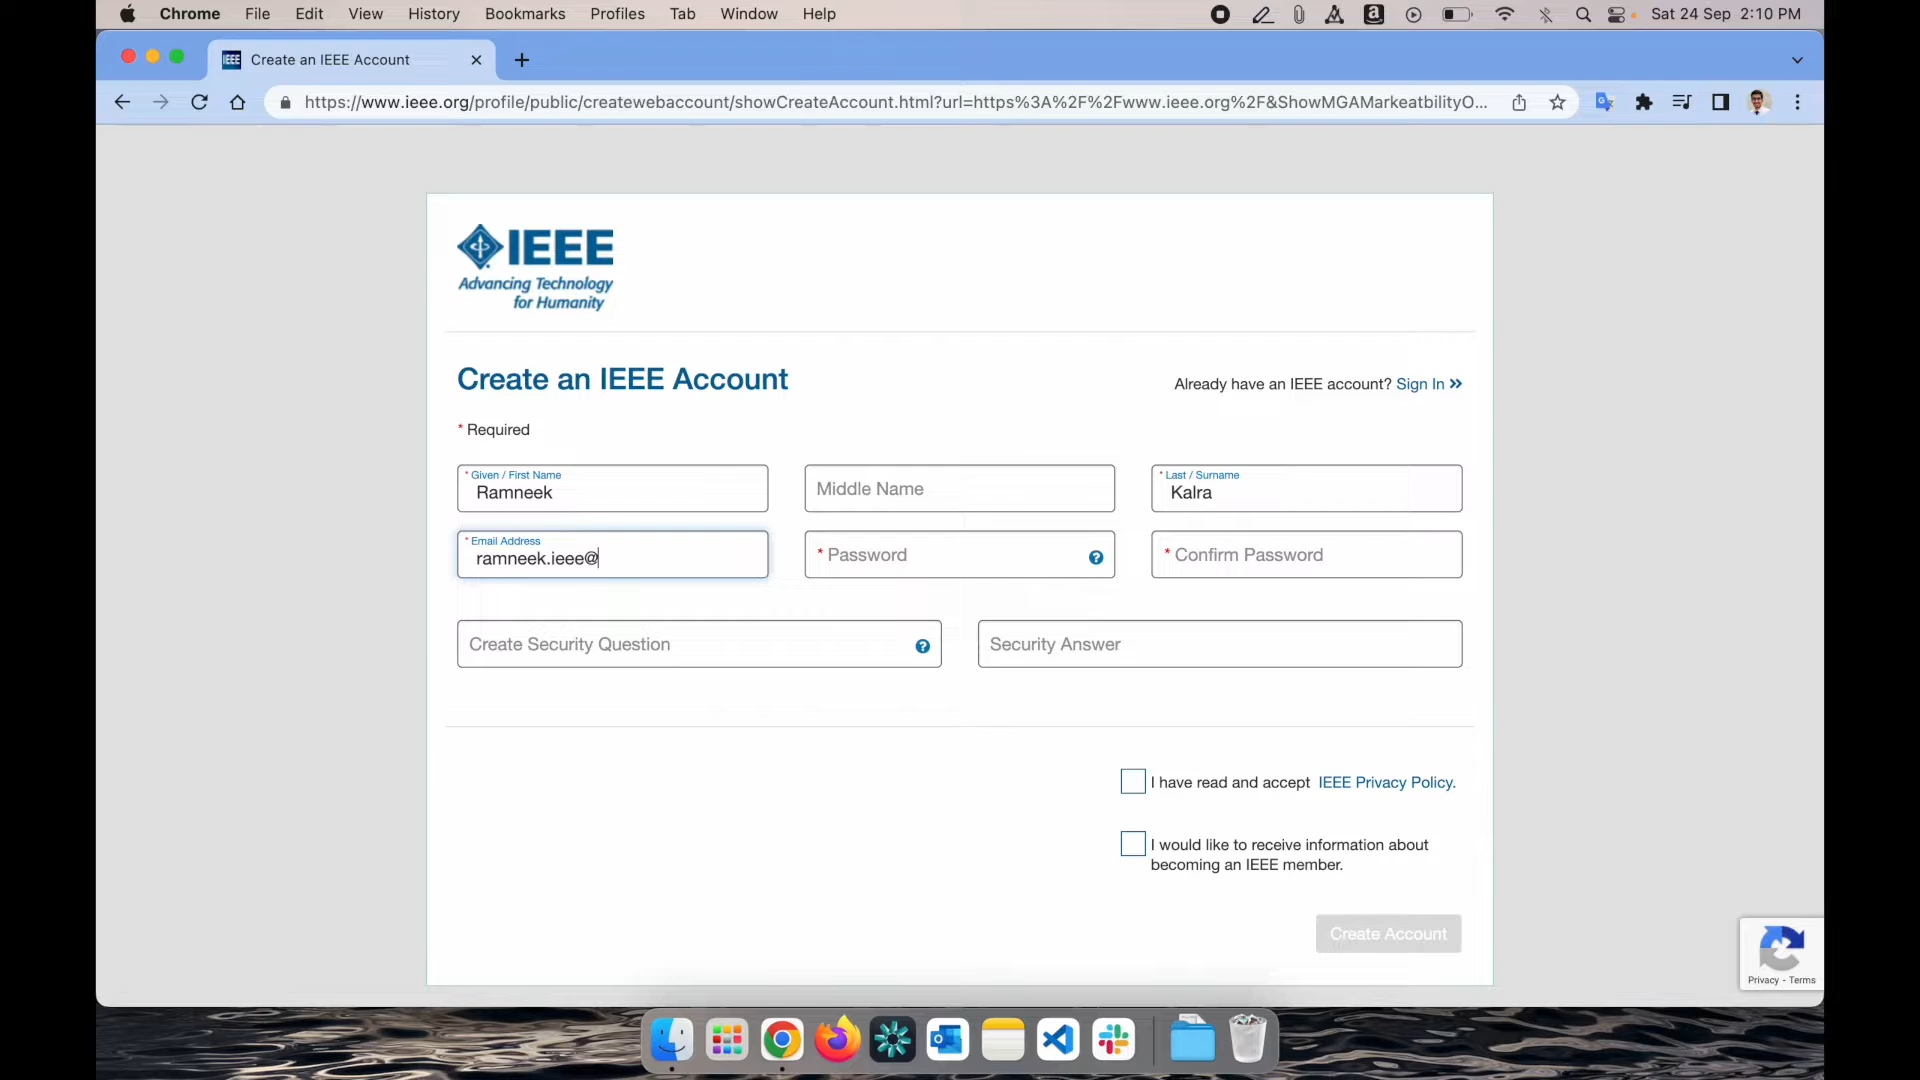 Chrome File Edit View History Bookmarks Profiles Tab Window Help Sat 24 Sep 2:10 PM
IEEE Create an IEEE Account
https://www.ieee.org/profile/public/createwebaccount/showCreateAccount.html?url=https%3A%2F%2Fwww.ieee.org%2F&ShowMGAMarkeatbilityO...
IEEE
Advancing Technology
for Humanity
Create an IEEE Account
Already have an IEEE account? Sign In »
* Required
* Given / First Name
Ramneek
Middle Name
* Last / Surname
Kalra
* Email Address
ramneek.ieee@
* Password ?
* Confirm Password
Create Security Question ?
Security Answer
I have read and accept IEEE Privacy Policy.
I would like to receive information about
becoming an IEEE member.
Create Account
Privacy - Terms